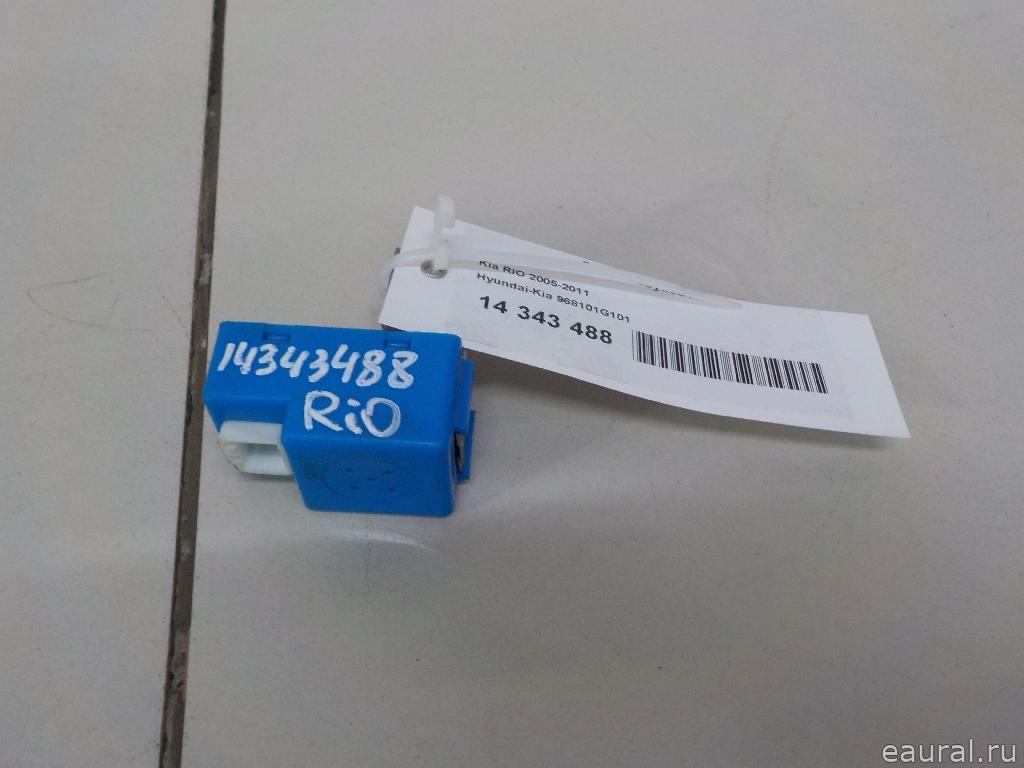 Kia RIO 2005-2011
Hyundai-Kia 968101G101
14 343 488
14343488
RiO
eaural.ru